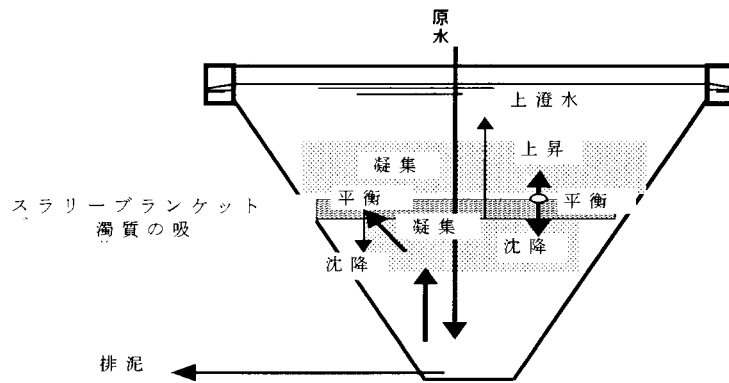 原水
上澄水
上昇
凝集
平衡
平衡
スラリーブランケット
濁質の吸
凝集
沈降
沈降
排泥